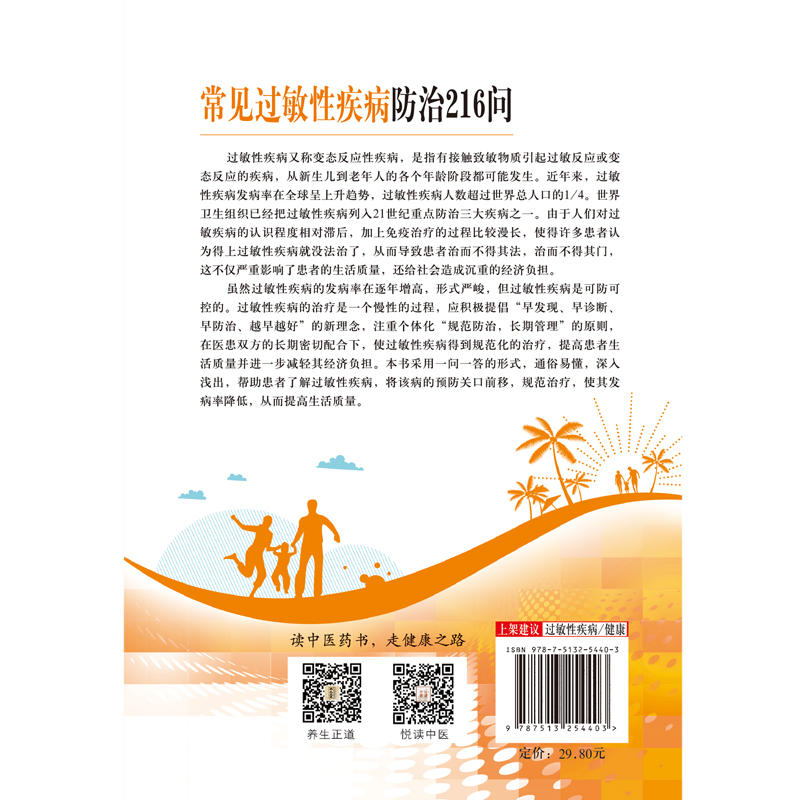 常见过敏性疾病防治216问
过敏性疾病又称变态反应性疾病，是指有接触致敏物质引起过敏反应或变
态反应的疾病，从新生儿到老年人的各个年龄阶段都可能发生。近年来，过敏
性疾病发病率在全球呈上升趋势，过敏性疾病人数超过世界总人口的1/4。世界
卫生组织已经把过敏性疾病列入21世纪重点防治三大疾病之一。由于人们对过
敏疾病的认识程度相对滞后，加上免疫治疗的过程比较漫长，使得许多患者认
为得上过敏性疾病就没法治了，从而导致患者治而不得其法，治而不得其门，
这不仅严重影响了患者的生活质量，还给社会造成沉重的经济负担。
虽然过敏性疾病的发病率在逐年增高，形式严峻，但过敏性疾病是可防可
控的。过敏性疾病的治疗是一个慢性的过程，应积极提倡“早发现、早诊断、
早防治、越早越好”的新理念，注重个体化“规范防治，长期管理”的原则，
在医患双方的长期密切配合下，使过敏性疾病得到规范化的治疗，提高患者生
活质量并进一步减轻其经济负担。本书采用一问一答的形式，通俗易懂，深入
浅出，帮助患者了解过敏性疾病，将该病的预防关口前移，规范治疗，使其发
病率降低，从而提高生活质量。
读中医药书，走健康之路
养生正道
悦读中医
上架建议 过敏性疾病/健康
ISBN 978-7-5132-5440-3
9 787513 254403 >
定价：29.80元